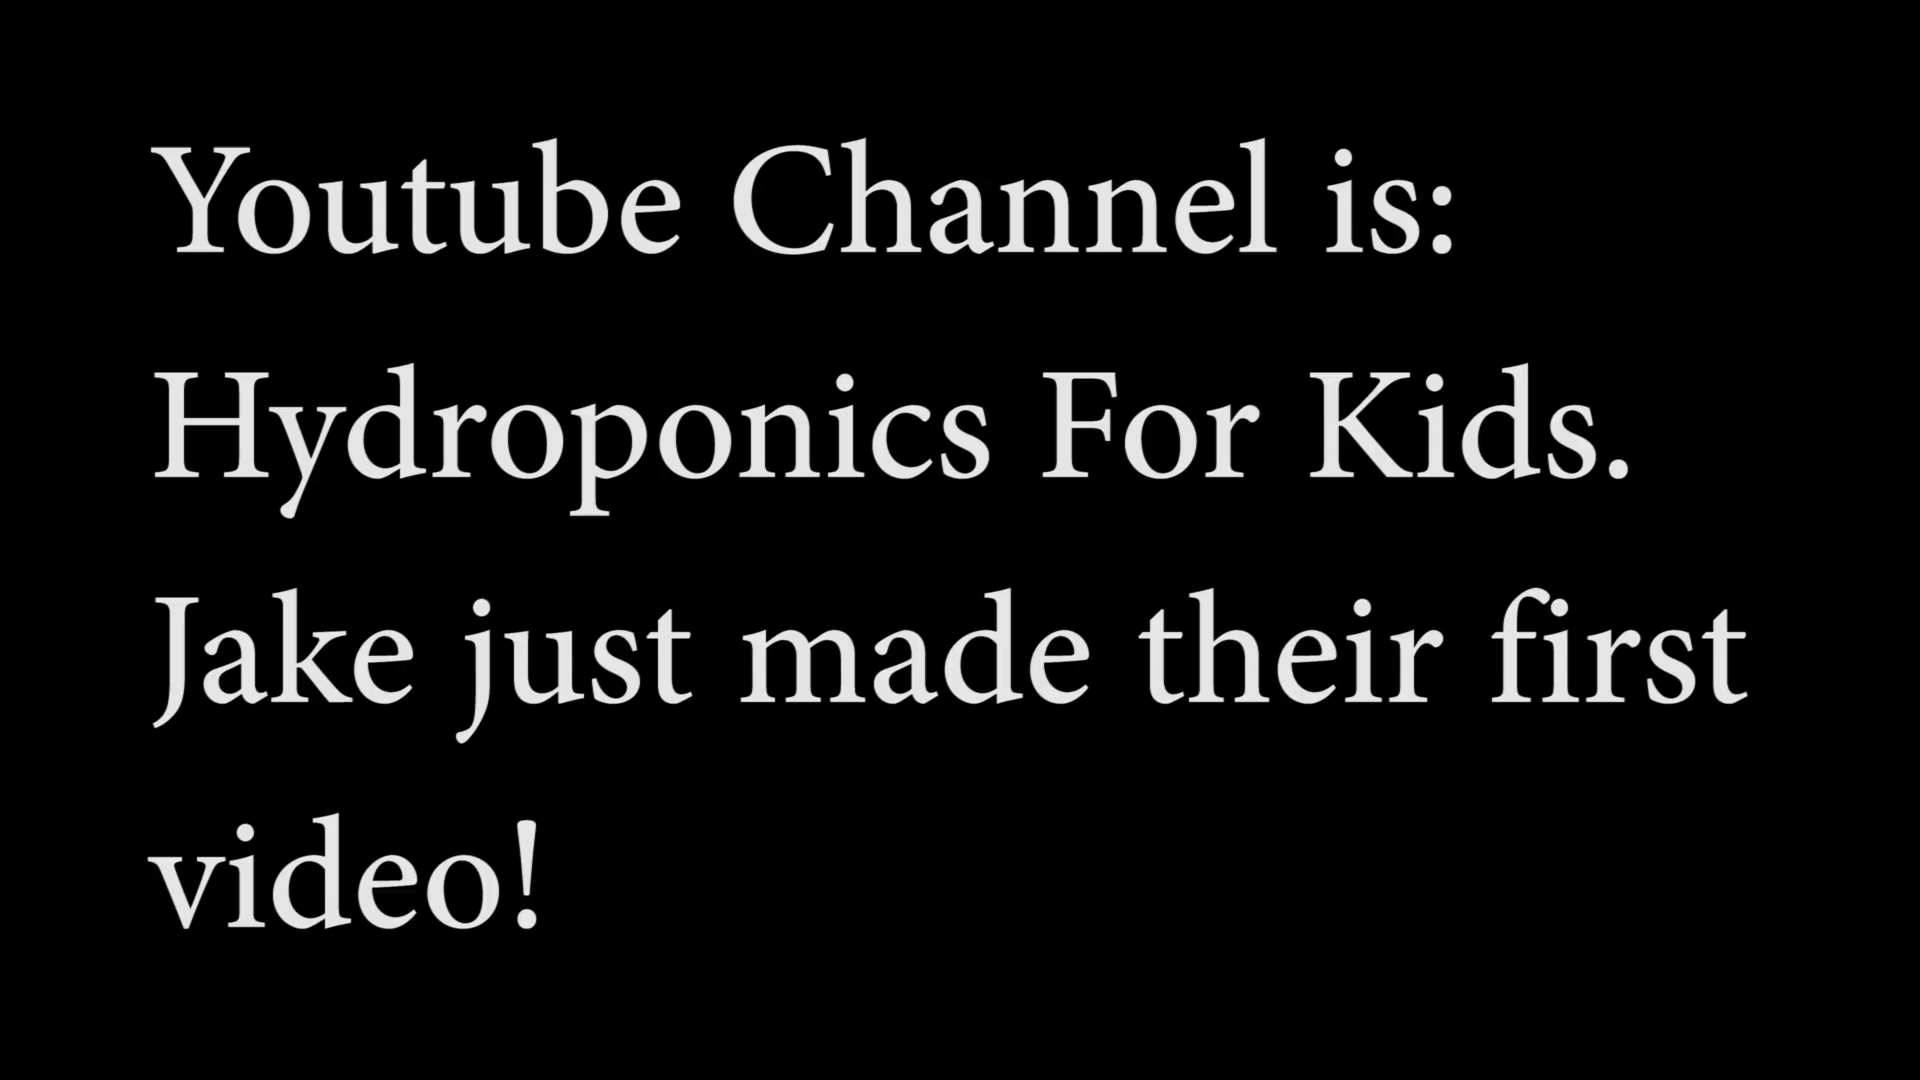 Youtube Channel is:
Hydroponics For Kids.
Jake just made their first
video!